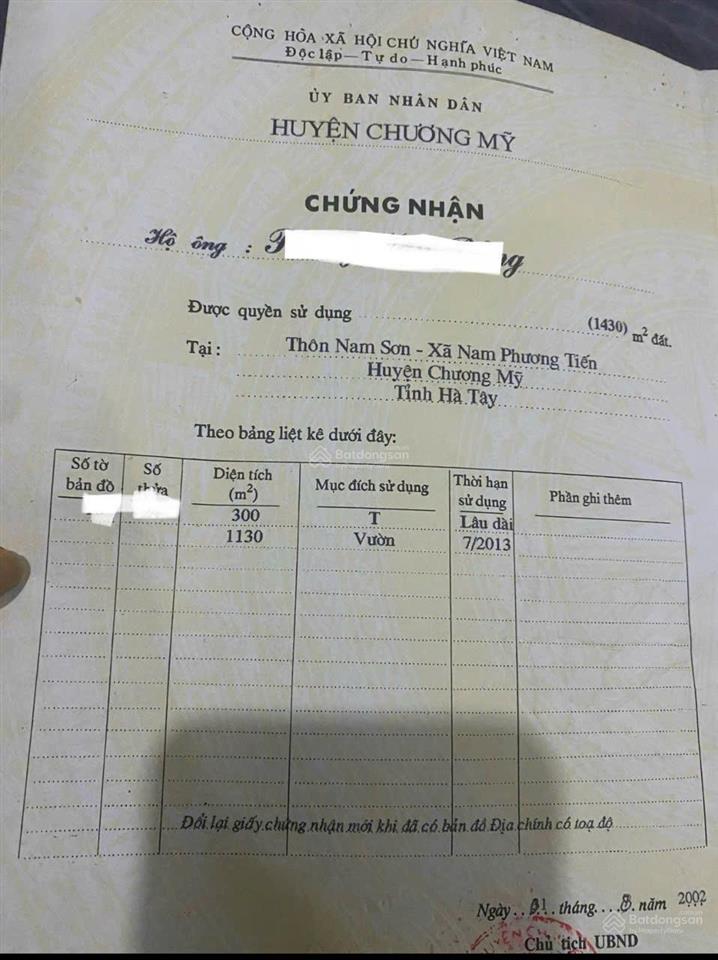 CỘNG HÒA XÃ HỘI CHỦ NGHĨA VIỆT NAM
Độc lập—Tự do—Hạnh phúc
ỦY BAN NHÂN DÂN
HUYỆN CHƯƠNG MỸ
CHỨNG NHẬN
Hộ ông :
Được quyền sử dụng (1430) m² đất.
Tại : Thôn Nam Sơn - Xã Nam Phương Tiến
Huyện Chương Mỹ
Tỉnh Hà Tây
Theo bảng liệt kê dưới đây:
Số tờ bản đồ
Số thửa
Diện tích (m²)
Mục đích sử dụng
Thời hạn sử dụng
Phần ghi thêm
300 T Lâu dài
1130 Vườn 7/2013
Batdongsan
Đổi lại giấy chứng nhận mới khi đã có bản đồ Địa chính có toạ độ
Ngày tháng 8 năm 2002
Batdongsan
by PropertyGuru
Chủ tịch UBND